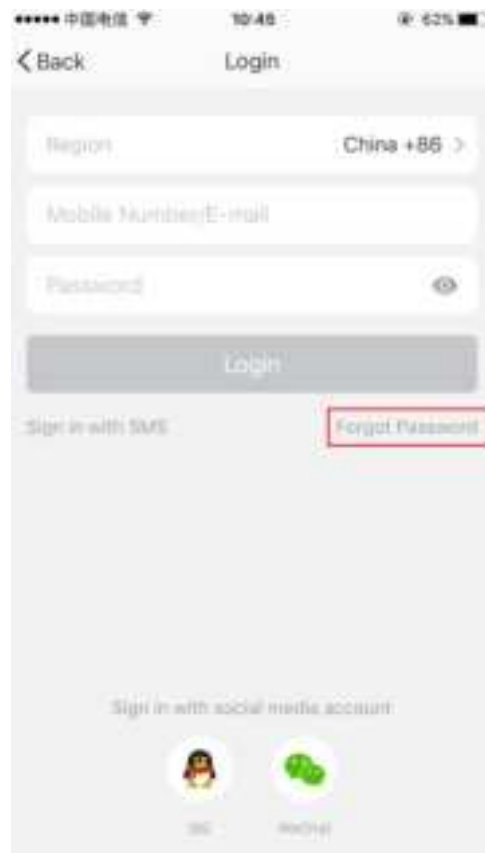 中国电信 10:46 62%
Back Login
Region China +86
Mobile Number/E-mail
Password
Login
Sign in with SMS Forgot Password
Sign in with social media account
WeChat